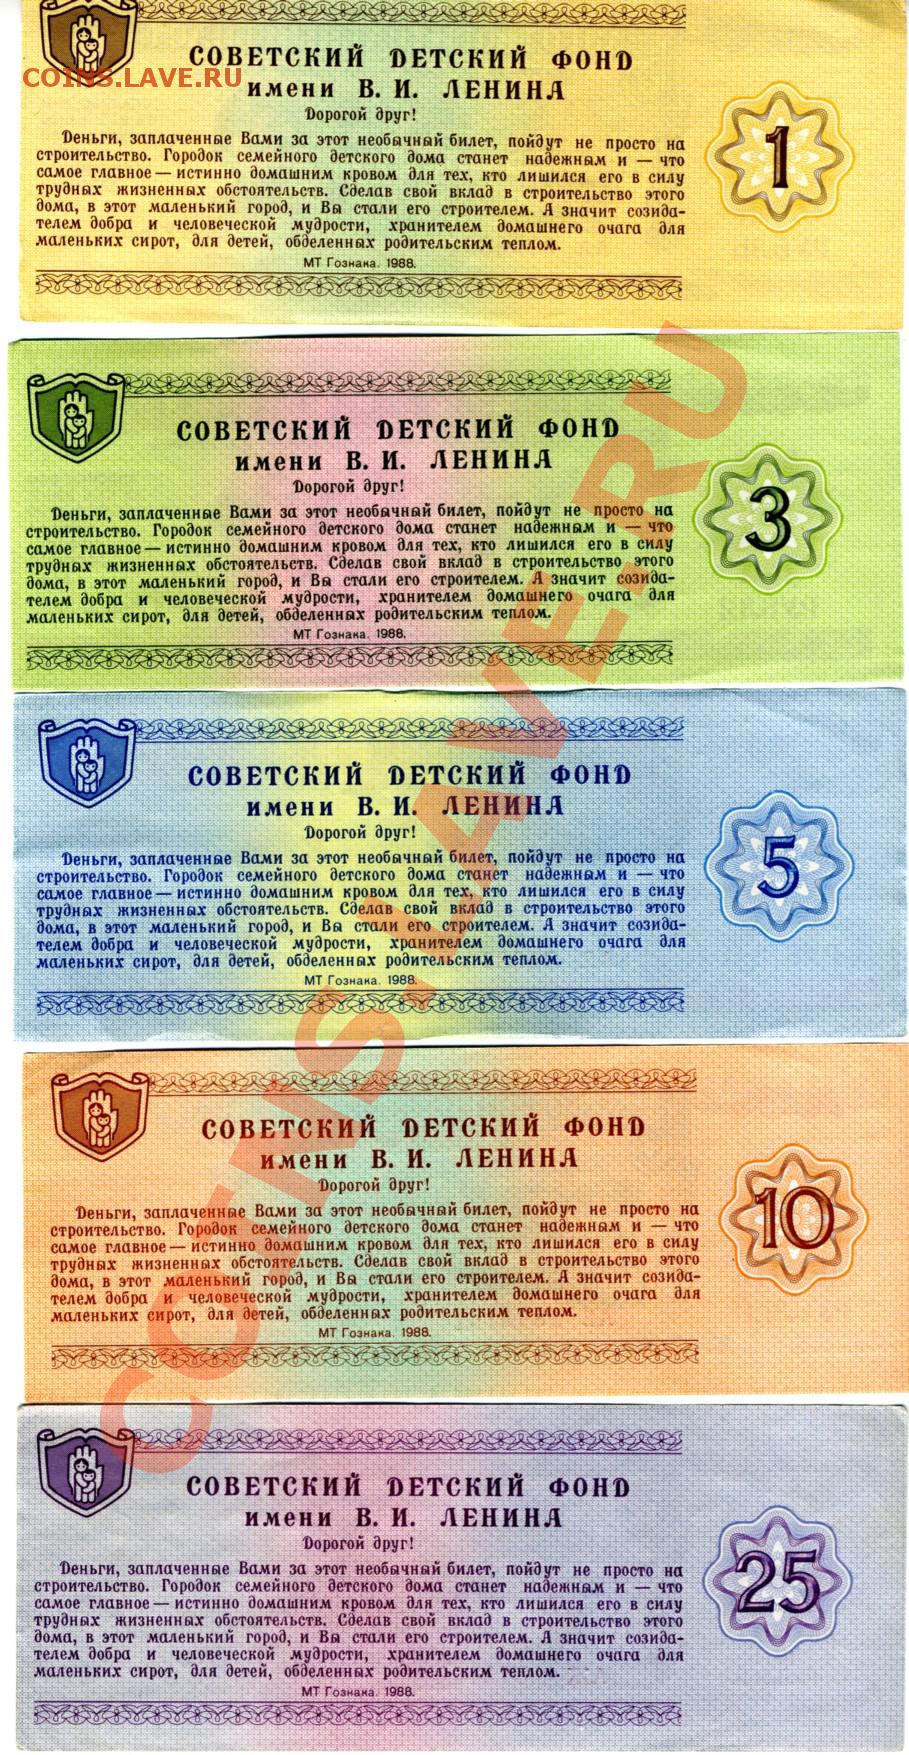 COINS.LAVE.RU
СОВЕТСКИЙ ДЕТСКИЙ ФОНД
имени В. И. ЛЕНИНА
Дорогой друг!
Деньги, заплаченные Вами за этот необычный билет, пойдут не просто на
строительство. Городок семейного детского дома станет надежным и — что
самое главное — истинно домашним кровом для тех, кто лишился его в силу
трудных жизненных обстоятельств. Сделав свой вклад в строительство этого
дома, в этот маленький город, и Вы стали его строителем. А значит созида-
телем добра и человеческой мудрости, хранителем домашнего очага для
маленьких сирот, для детей, обделенных родительским теплом.
МТ Гознака. 1988.
1
СОВЕТСКИЙ ДЕТСКИЙ ФОНД
имени В. И. ЛЕНИНА
Дорогой друг!
Деньги, заплаченные Вами за этот необычный билет, пойдут не просто на
строительство. Городок семейного детского дома станет надежным и — что
самое главное — истинно домашним кровом для тех, кто лишился его в силу
трудных жизненных обстоятельств. Сделав свой вклад в строительство этого
дома, в этот маленький город, и Вы стали его строителем. А значит созида-
телем добра и человеческой мудрости, хранителем домашнего очага для
маленьких сирот, для детей, обделенных родительским теплом.
МТ Гознака. 1988.
3
СОВЕТСКИЙ ДЕТСКИЙ ФОНД
имени В. И. ЛЕНИНА
Дорогой друг!
Деньги, заплаченные Вами за этот необычный билет, пойдут не просто на
строительство. Городок семейного детского дома станет надежным и — что
самое главное — истинно домашним кровом для тех, кто лишился его в силу
трудных жизненных обстоятельств. Сделав свой вклад в строительство этого
дома, в этот маленький город, и Вы стали его строителем. А значит созида-
телем добра и человеческой мудрости, хранителем домашнего очага для
маленьких сирот, для детей, обделенных родительским теплом.
МТ Гознака. 1988.
5
СОВЕТСКИЙ ДЕТСКИЙ ФОНД
имени В. И. ЛЕНИНА
Дорогой друг!
Деньги, заплаченные Вами за этот необычный билет, пойдут не просто на
строительство. Городок семейного детского дома станет надежным и — что
самое главное — истинно домашним кровом для тех, кто лишился его в силу
трудных жизненных обстоятельств. Сделав свой вклад в строительство этого
дома, в этот маленький город, и Вы стали его строителем. А значит созида-
телем добра человеческой мудрости, хранителем домашнего очага для
маленьких сирот, для детей, обделенных родительским теплом.
МТ Гознака. 1988.
10
СОВЕТСКИЙ ДЕТСКИЙ ФОНД
имени В. И. ЛЕНИНА
Дорогой друг!
Деньги, заплаченные Вами за этот необычный билет, пойдут не просто на
строительство. Городок семейного детского дома станет надежным и — что
самое главное — истинно домашним кровом для тех, кто лишился его в силу
трудных жизненных обстоятельств. Сделав свой вклад в строительство этого
дома, в этот маленький город, и Вы стали его строителем. А значит созида-
телем добра и человеческой мудрости, хранителем домашнего очага для
маленьких сирот, для детей, обделенных родительским теплом.
МТ Гознака. 1988.
25
COINS.LAVE.RU